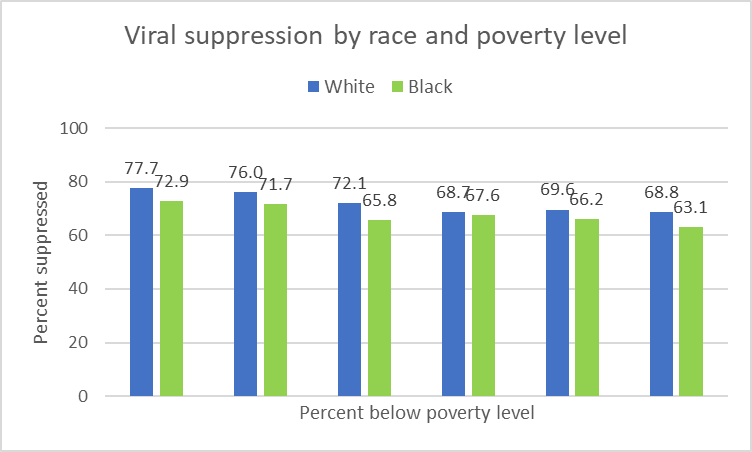 Viral suppression by race and poverty level
White Black
100
80
60
40
20
0
Percent suppressed
77.7 72.9 76.0 71.7 72.1 65.8 68.7 67.6 69.6 66.2 68.8 63.1
Percent below poverty level